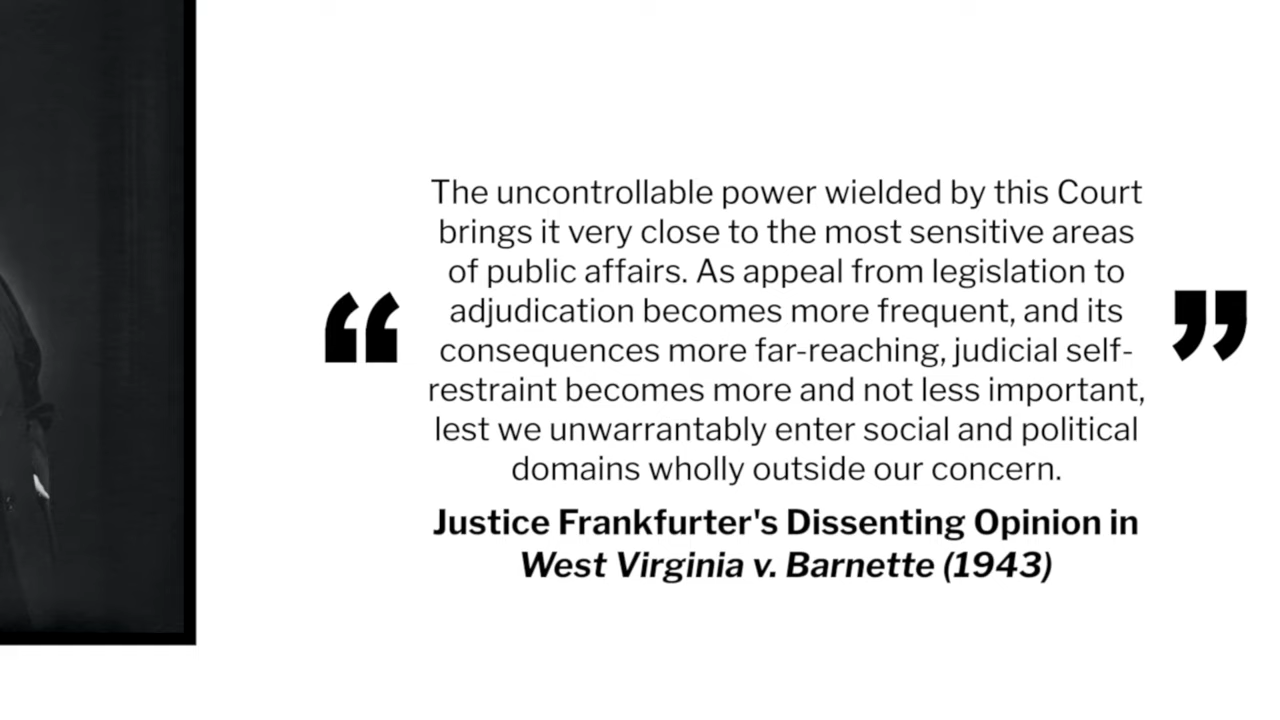 The uncontrollable power wielded by this Court
brings it very close to the most sensitive areas
of public affairs. As appeal from legislation to
adjudication becomes more frequent, and its
“ consequences more far-reaching, judicial self- ”
restraint becomes more and not less important,
lest we unwarrantably enter social and political
domains wholly outside our concern.
Justice Frankfurter's Dissenting Opinion in
West Virginia v. Barnette (1943)